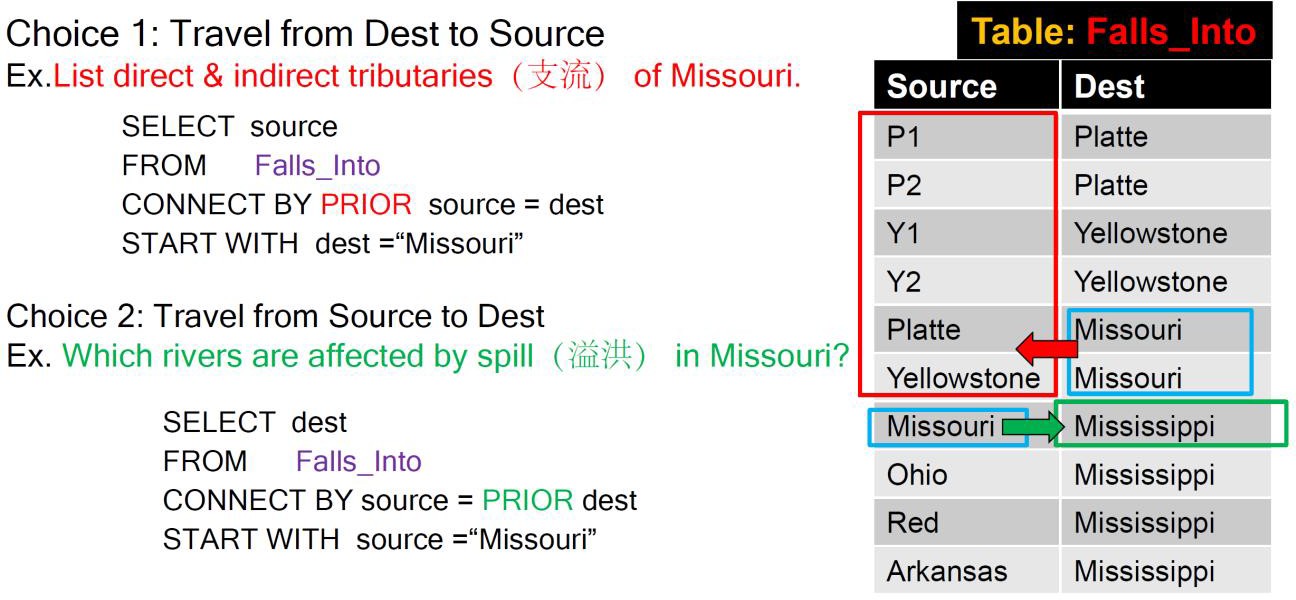 Choice 1: Travel from Dest to Source
Ex.List direct & indirect tributaries（支流） of Missouri.
SELECT source
FROM Falls_Into
CONNECT BY PRIOR source = dest
START WITH dest =“Missouri”
Choice 2: Travel from Source to Dest
Ex. Which rivers are affected by spill（溢洪） in Missouri?
SELECT dest
FROM Falls_Into
CONNECT BY source = PRIOR dest
START WITH source =“Missouri”
Table: Falls_Into
Source Dest
P1 Platte
P2 Platte
Y1 Yellowstone
Y2 Yellowstone
Platte Missouri
Yellowstone Missouri
Missouri Mississippi
Ohio Mississippi
Red Mississippi
Arkansas Mississippi